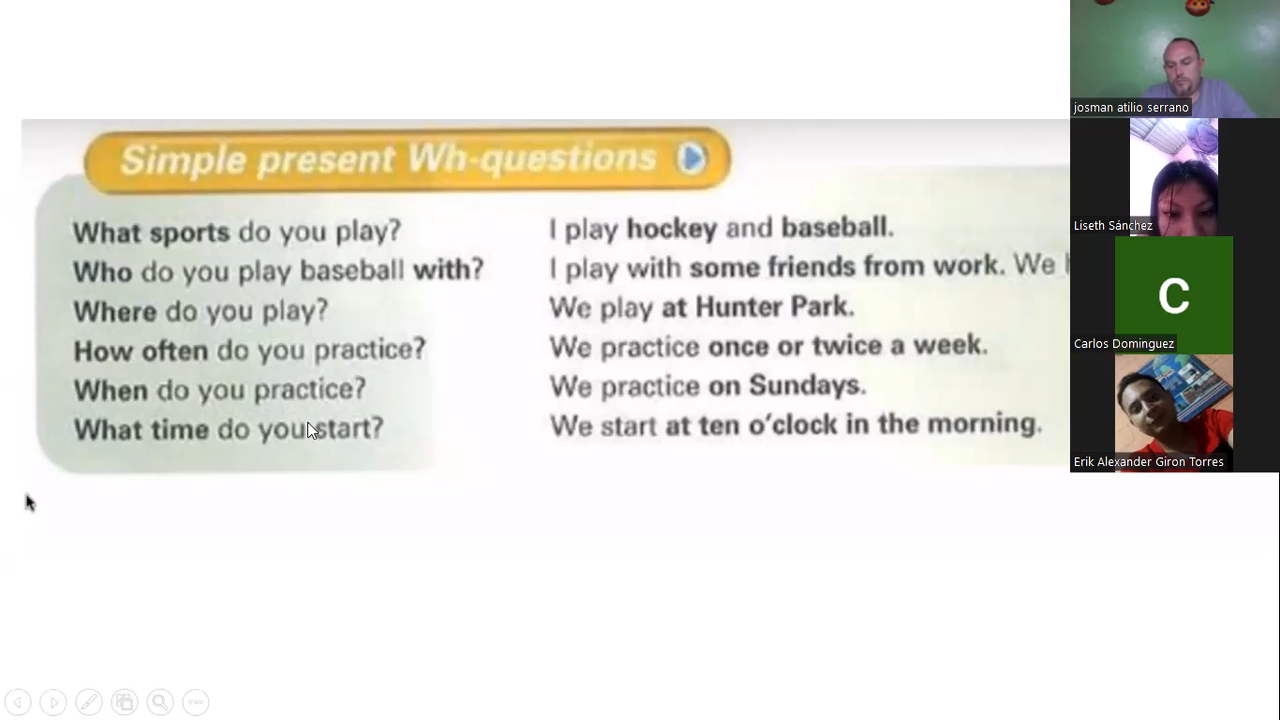 Simple present Wh-questions
What sports do you play? I play hockey and baseball.
Who do you play baseball with? I play with some friends from work. We
Where do you play? We play at Hunter Park.
How often do you practice? We practice once or twice a week.
When do you practice? We practice on Sundays.
What time do you start? We start at ten o'clock in the morning.
josman atilio serrano
Liseth Sánchez
C
Carlos Dominguez
Erik Alexander Giron Torres